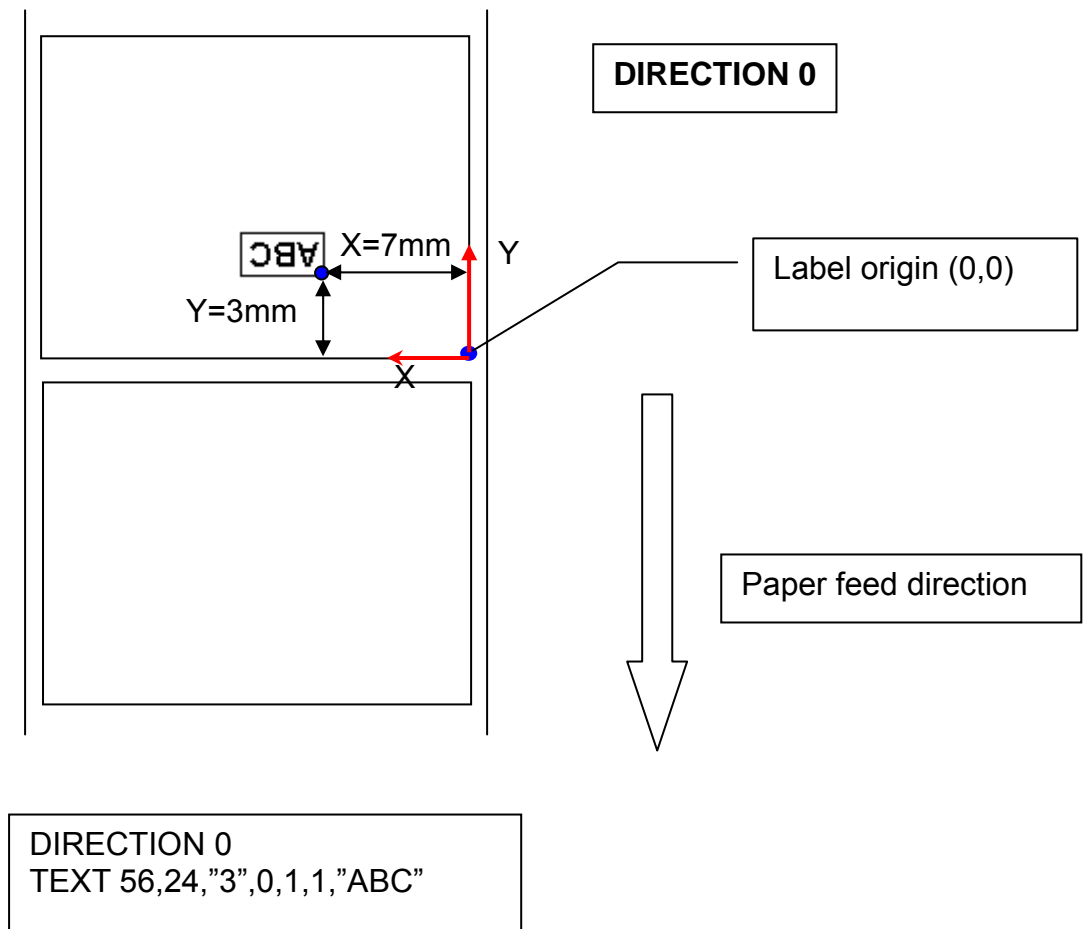 DIRECTION 0
ABC
X=7mm
Y
Label origin (0,0)
Y=3mm
X
Paper feed direction
DIRECTION 0
TEXT 56,24,”3”,0,1,1,”ABC”